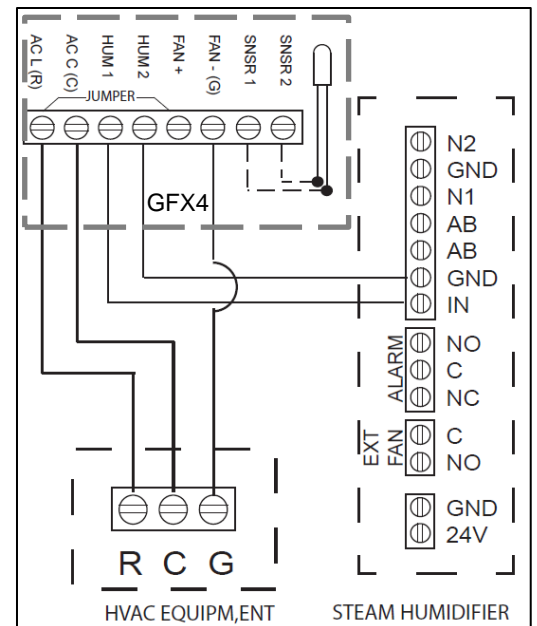 AC L (R)
AC C (C)
HUM 1
HUM 2
FAN +
FAN - (G)
SNSR 1
SNSR 2
JUMPER
GFX4
N2
GND
N1
AB
AB
GND
IN
ALARM
NO
C
NC
EXT
FAN
C
NO
GND
24V
R C G
HVAC EQUIPM,ENT
STEAM HUMIDIFIER